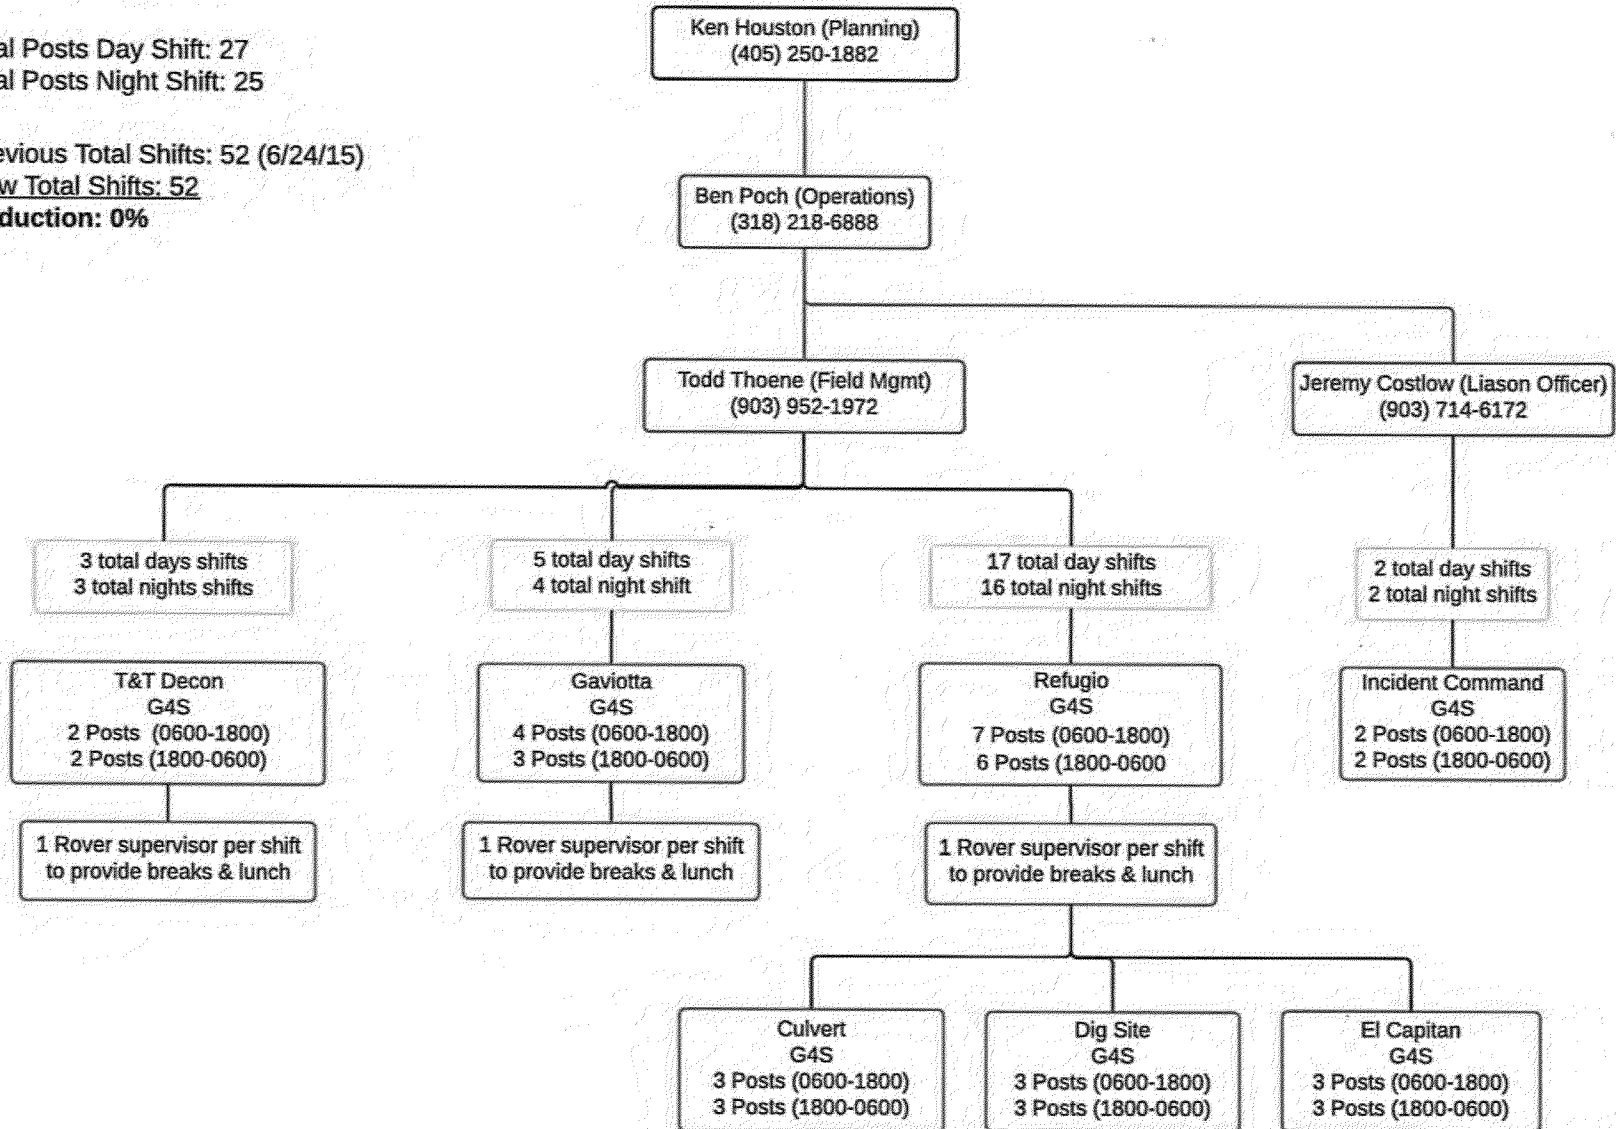 al Posts Day Shift: 27
al Posts Night Shift: 25
evious Total Shifts: 52 (6/24/15)
w Total Shifts: 52
duction: 0%
Ken Houston (Planning)
(405) 250-1882
Ben Poch (Operations)
(318) 218-6888
Todd Thoene (Field Mgmt)
(903) 952-1972
Jeremy Costlow (Liason Officer)
(903) 714-6172
3 total days shifts
3 total nights shifts
5 total day shifts
4 total night shift
17 total day shifts
16 total night shifts
2 total day shifts
2 total night shifts
T&T Decon
G4S
2 Posts  (0600-1800)
2 Posts (1800-0600)
Gaviotta
G4S
4 Posts (0600-1800)
3 Posts (1800-0600)
Refugio
G4S
7 Posts (0600-1800)
6 Posts (1800-0600
Incident Command
G4S
2 Posts (0600-1800)
2 Posts (1800-0600)
1 Rover supervisor per shift
to provide breaks & lunch
1 Rover supervisor per shift
to provide breaks & lunch
1 Rover supervisor per shift
to provide breaks & lunch
Culvert
G4S
3 Posts (0600-1800)
3 Posts (1800-0600)
Dig Site
G4S
3 Posts (0600-1800)
3 Posts (1800-0600)
El Capitan
G4S
3 Posts (0600-1800)
3 Posts (1800-0600)